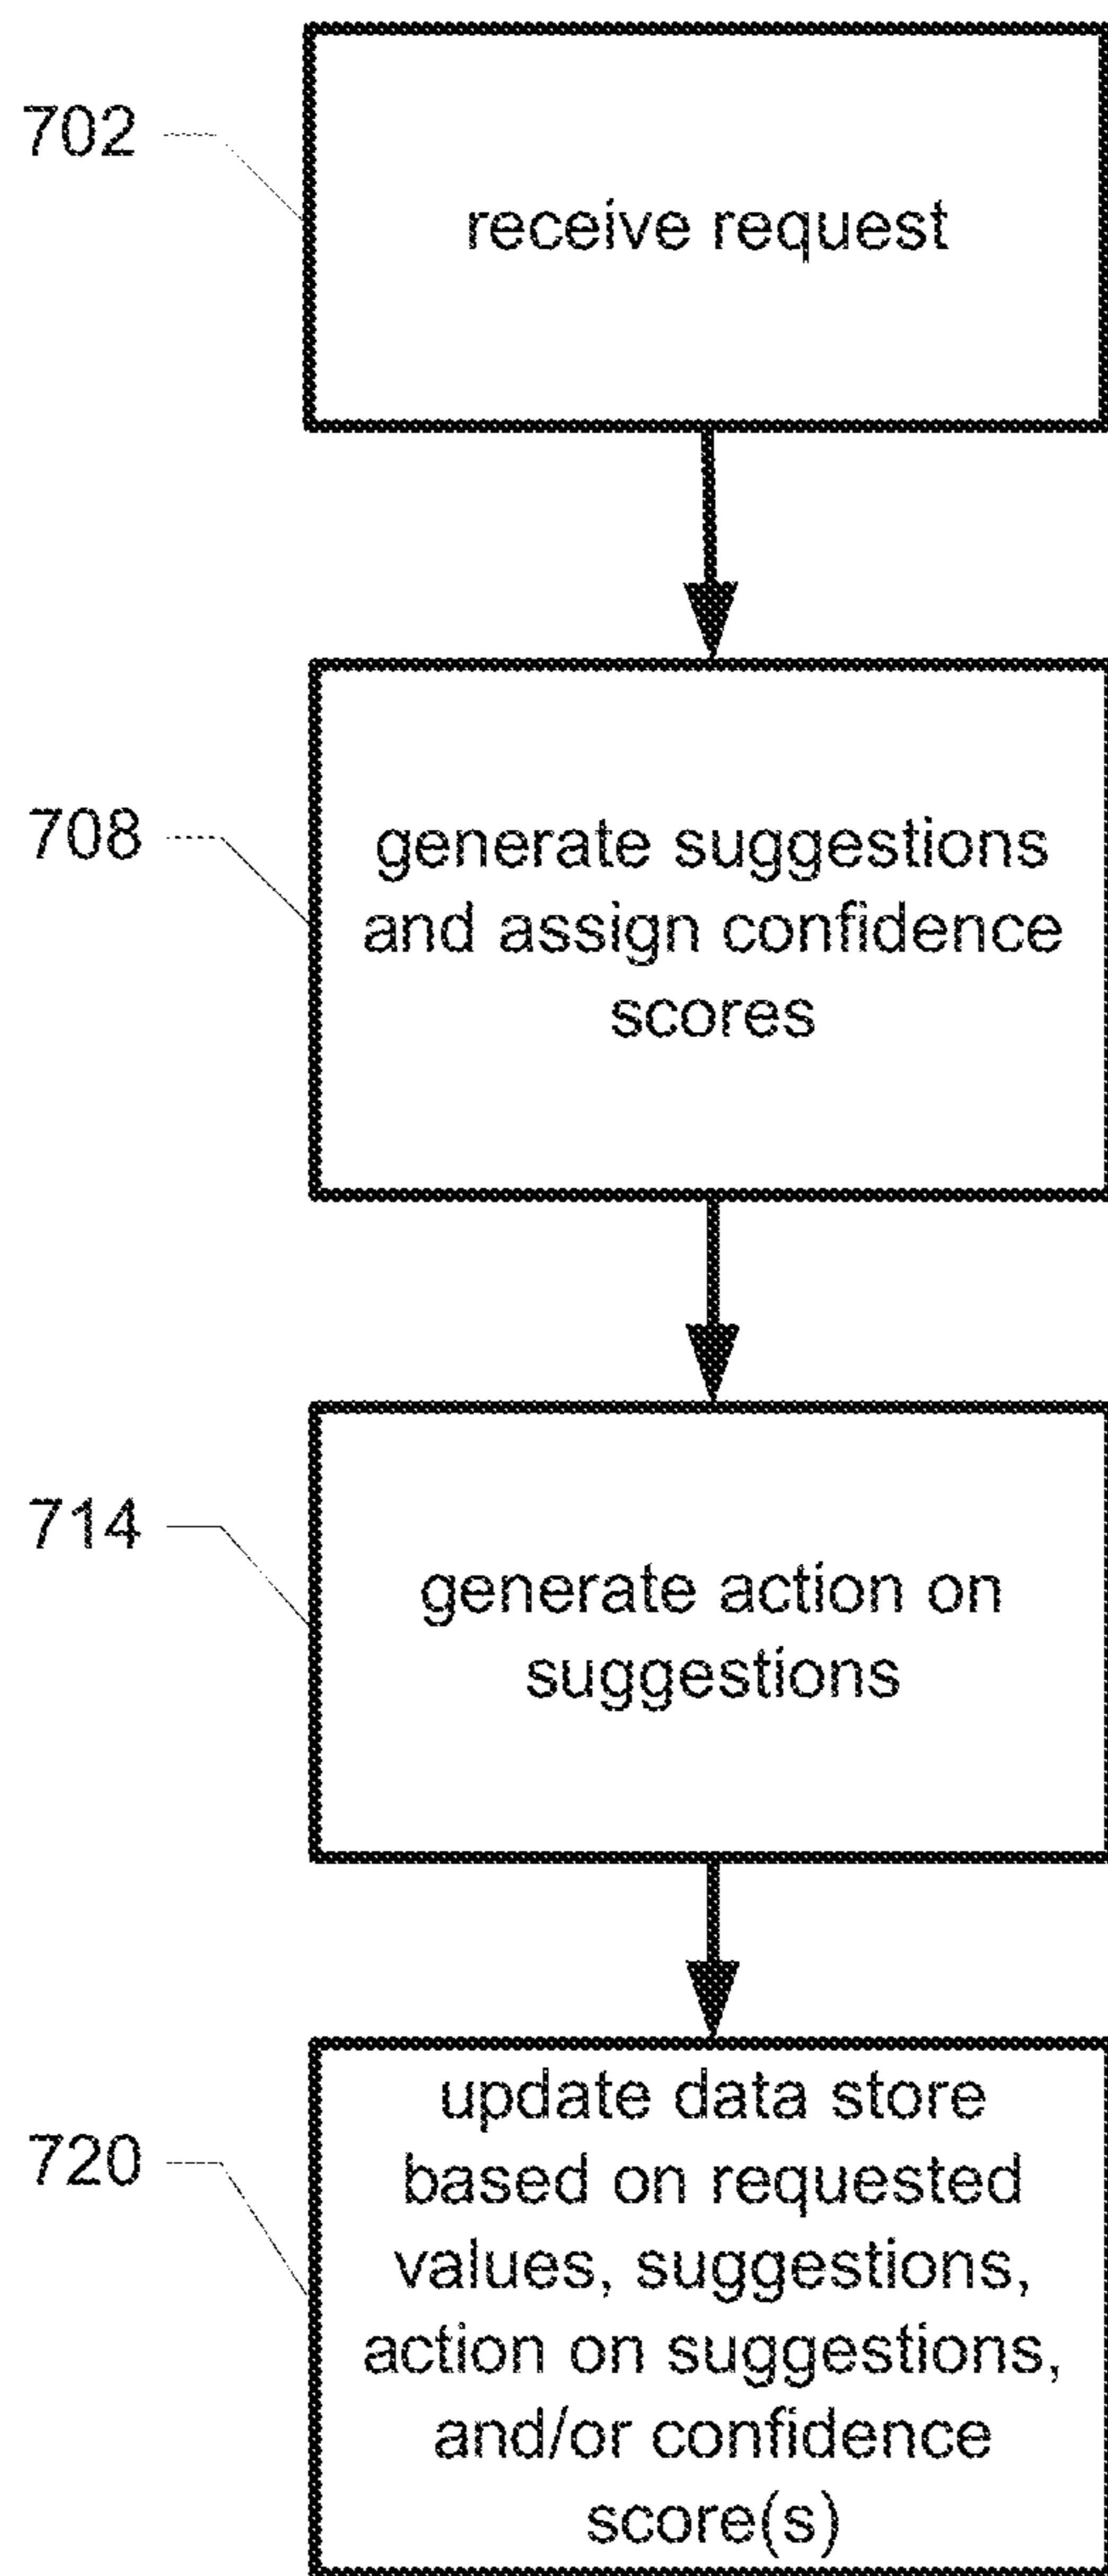 702
receive request
708
generate suggestions
and assign confidence
scores
714
generate action on
suggestions
720
update data store
based on requested
values, suggestions,
action on suggestions,
and/or confidence
score(s)